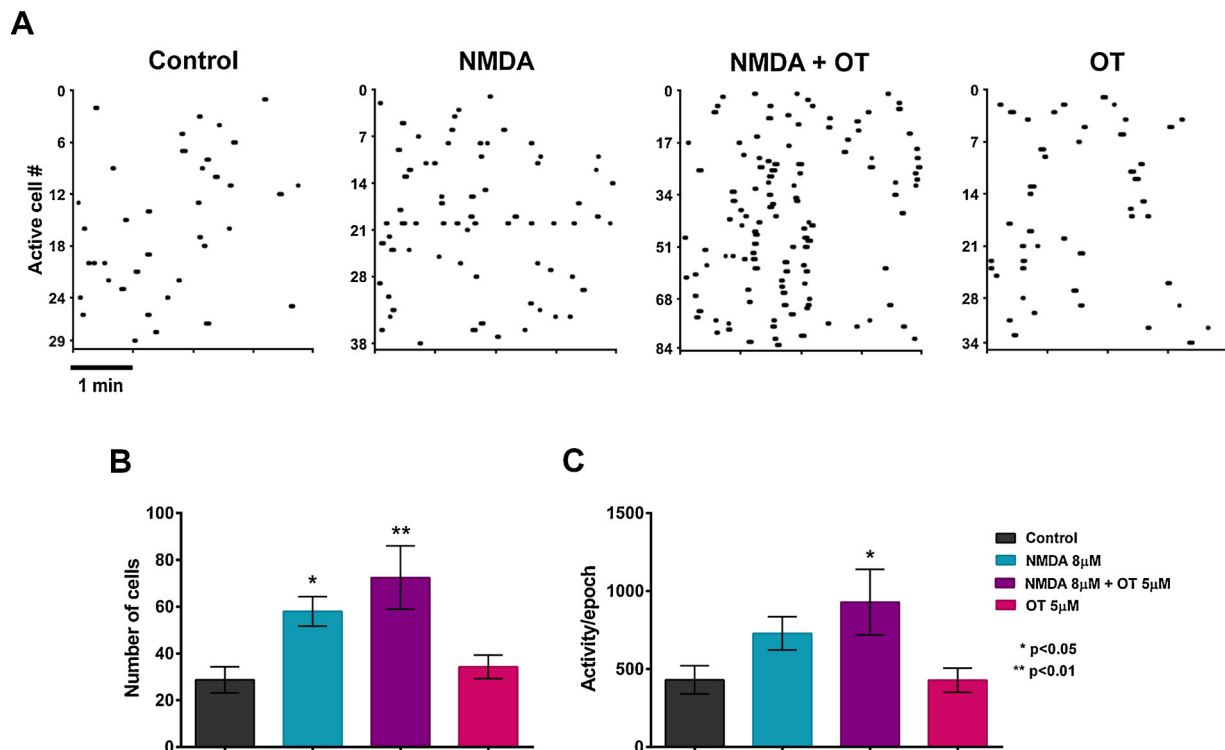 A
Control
NMDA
NMDA + OT
OT
Active cell #
0
6
12
18
24
29
0
7
14
21
28
38
0
17
34
51
68
84
0
7
14
21
28
34
1 min
B
C
Number of cells
100
80
60
40
20
0
*
**
Activity/epoch
1500
1000
500
0
*
Control
NMDA 8μM
NMDA 8μM + OT 5μM
OT 5μM
* p<0.05
** p<0.01